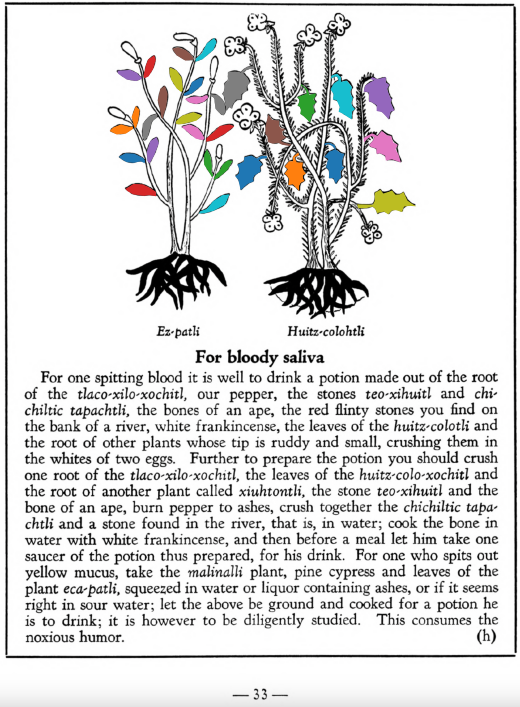 Ez-patli Huitz-colohtli
For bloody saliva
For one spitting blood it is well to drink a potion made out of the root
of the tlaco-xilo-xochitl, our pepper, the stones teo-xihuitl and chi-
chiltic tapachtli, the bones of an ape, the red flinty stones you find on
the bank of a river, white frankincense, the leaves of the huitz-colotli and
the root of other plants whose tip is ruddy and small, crushing them in
the whites of two eggs. Further to prepare the potion you should crush
one root of the tlaco-xilo-xochitl, the leaves of the huitz-colo-xochitl and
the root of another plant called xiuhtontli, the stone teo-xihuitl and the
bone of an ape, burn pepper to ashes, crush together the chichiltic tapa-
chtli and a stone found in the river, that is, in water; cook the bone in
water with white frankincense, and then before a meal let him take one
saucer of the potion thus prepared, for his drink. For one who spits out
yellow mucus, take the malinalli plant, pine cypress and leaves of the
plant eca-patli, squeezed in water or liquor containing ashes, or if it seems
right in sour water; let the above be ground and cooked for a potion he
is to drink; it is however to be diligently studied. This consumes the
noxious humor. (h)
— 33 —